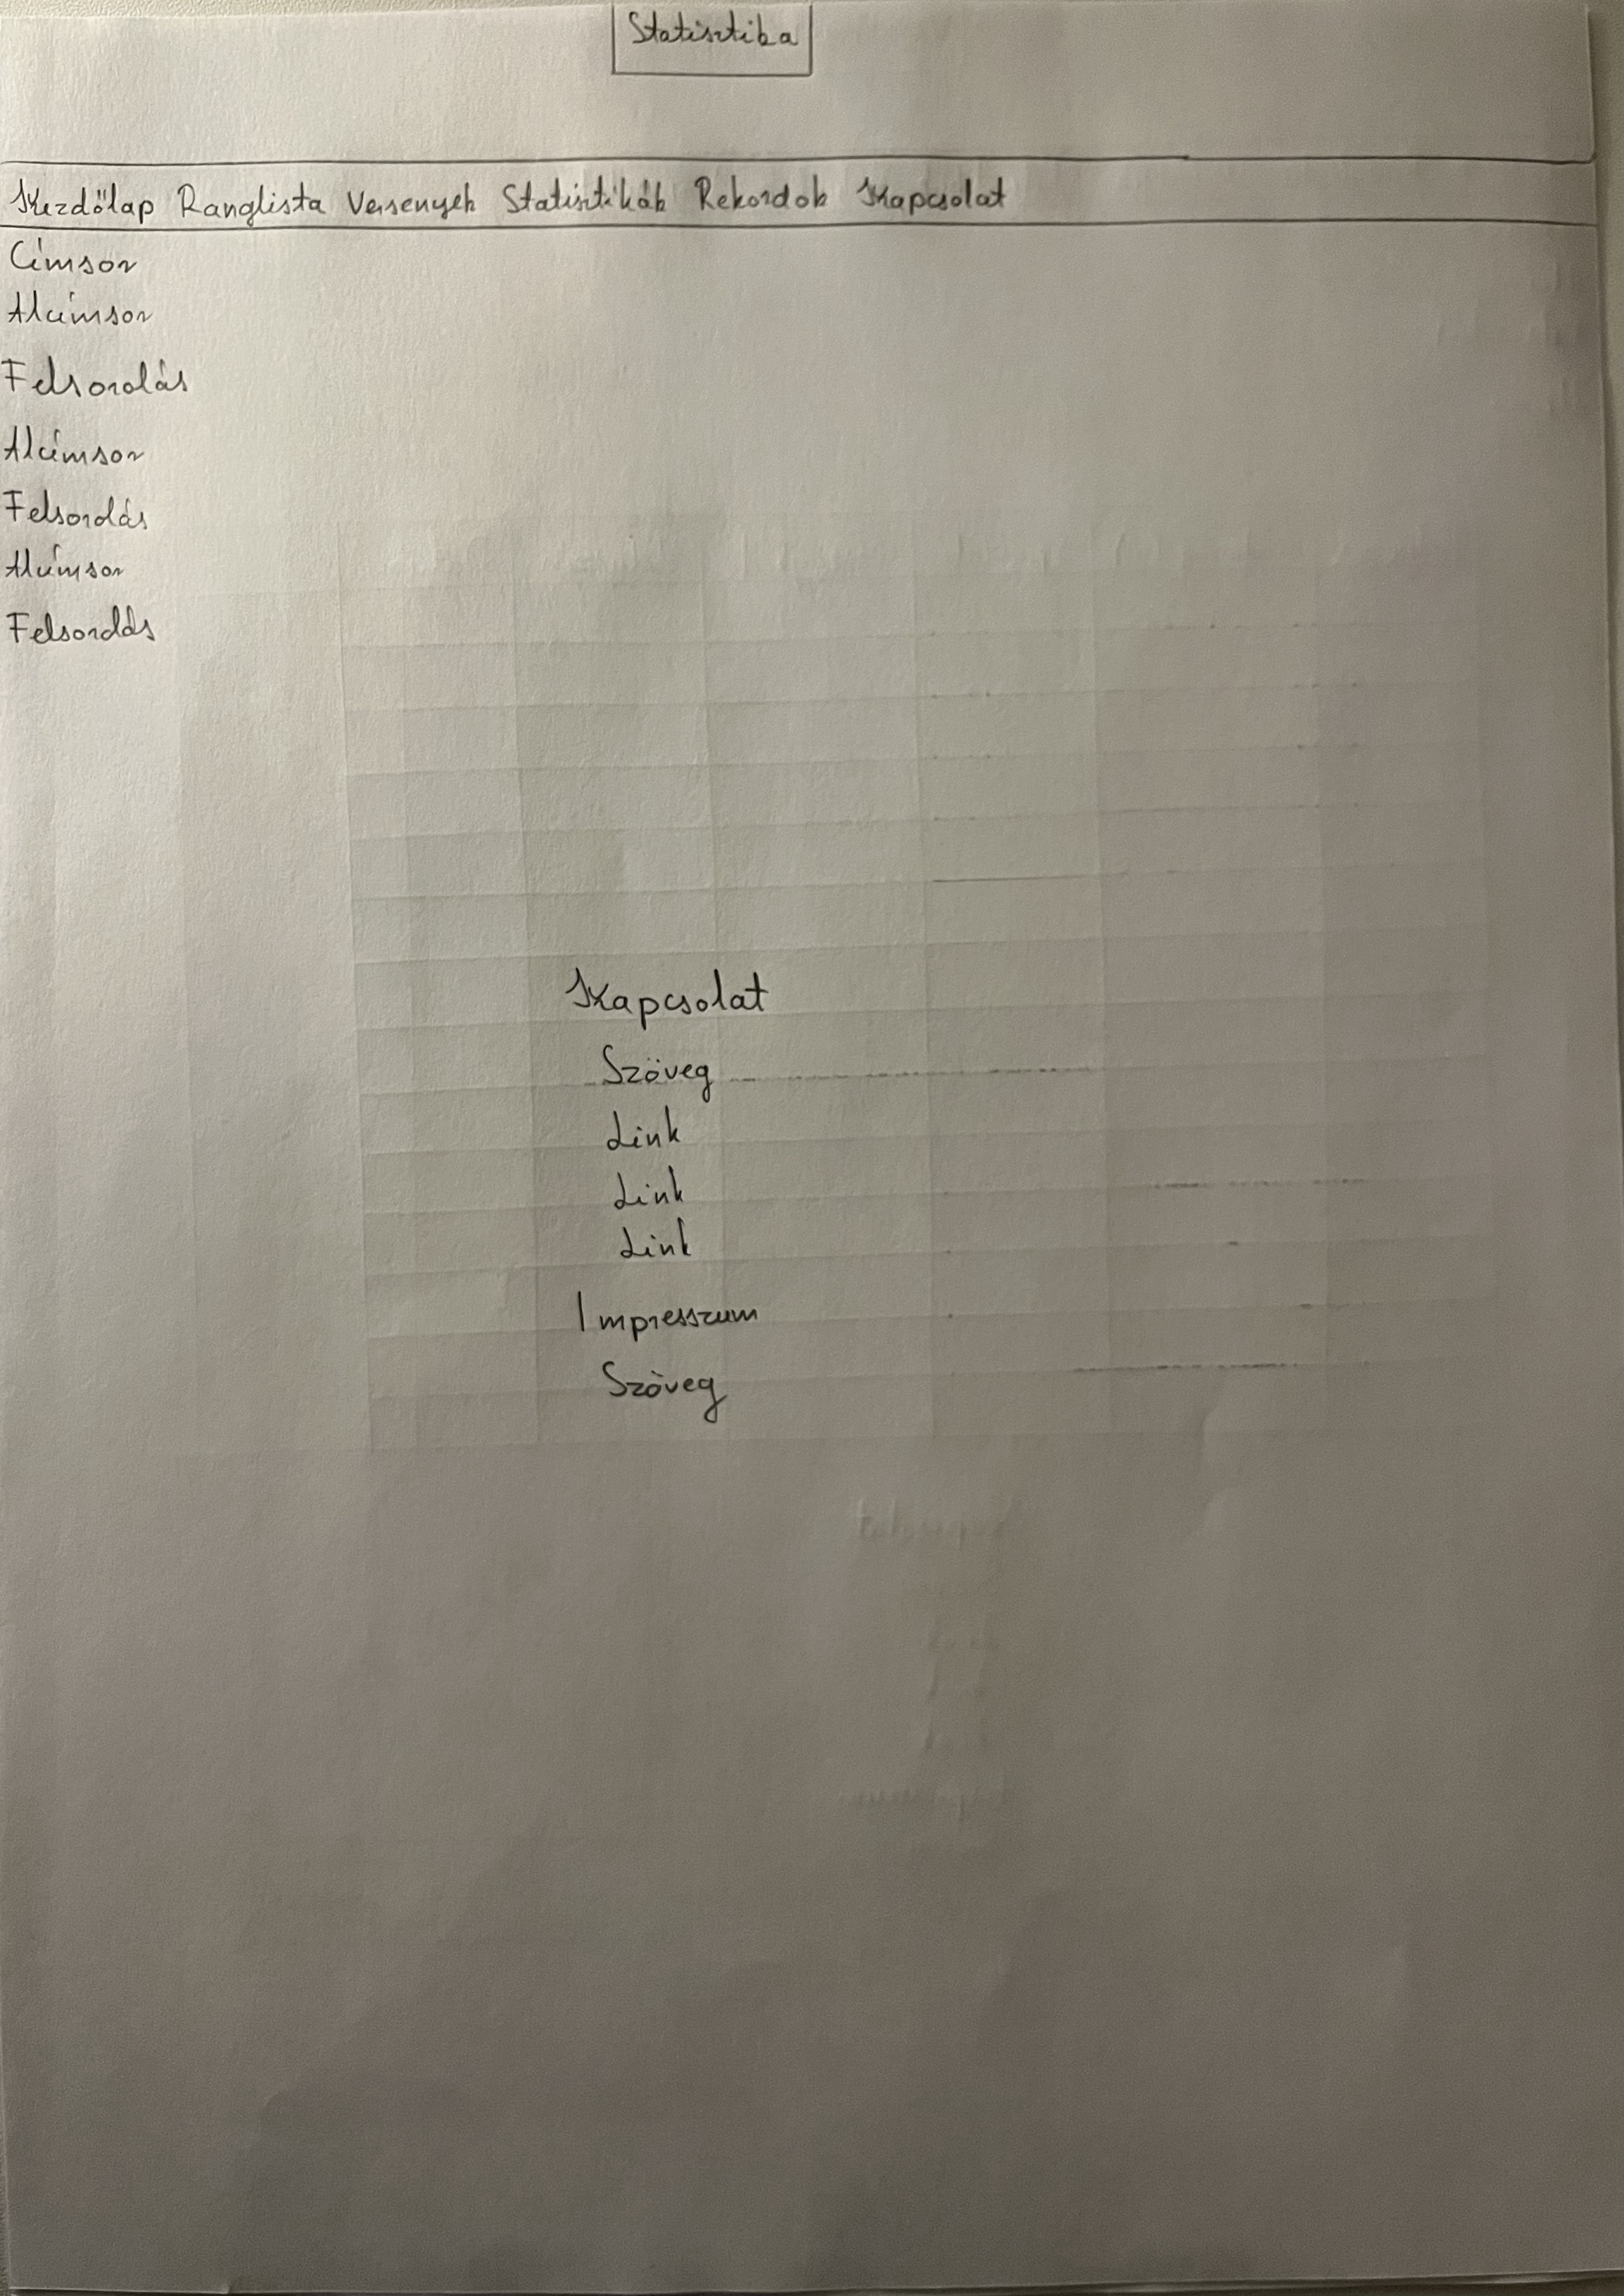 Statisztika
Kezdőlap Ranglista Versenyek Statisztikák Rekordok Kapcsolat
Címsor
Alcímsor
Felsorolás
Alcímsor
Felsorolás
Alcímsor
Felsorolás
Kapcsolat
Szöveg
Link
Link
Link
Impresszum
Szöveg